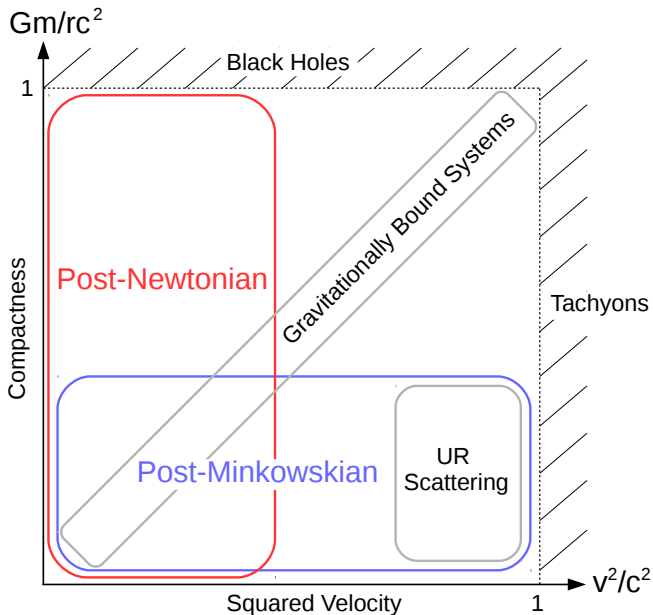 Gm/rc²
Black Holes
1
Gravitationally Bound Systems
Post-Newtonian
Compactness
Tachyons
Post-Minkowskian
UR
Scattering
Squared Velocity
1
v²/c²